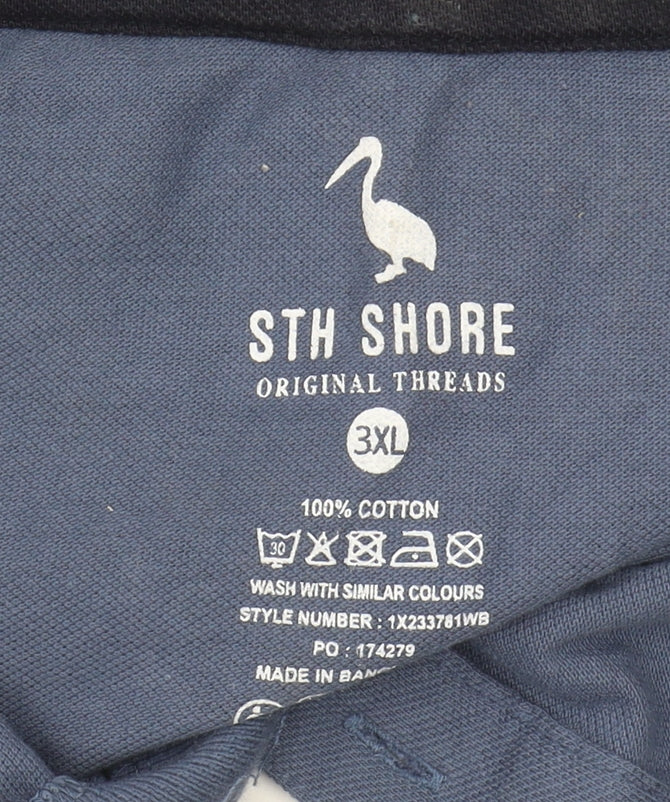 STH SHORE
ORIGINAL THREADS
3XL
100% COTTON
30
WASH WITH SIMILAR COLOURS
STYLE NUMBER : 1X233781WB
PO : 174279
MADE IN